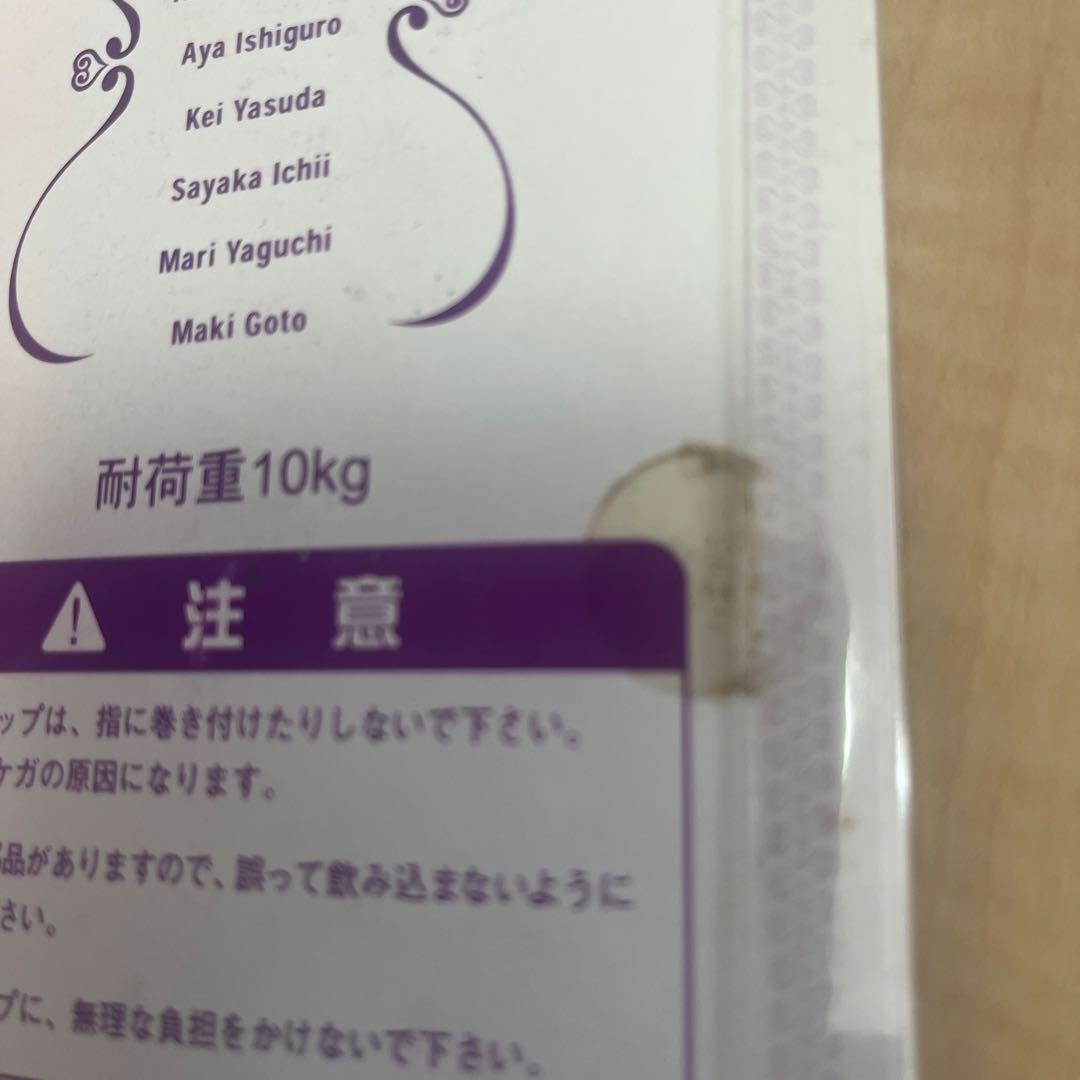 Aya Ishiguro
Kei Yasuda
Sayaka Ichii
Mari Yaguchi
Maki Goto
耐荷重10kg
注意
ップは、指に巻き付けたりしないで下さい。
ケガの原因になります。
品がありますので、誤って飲み込まないように
さい。
プに、無理な負担をかけないで下さい。